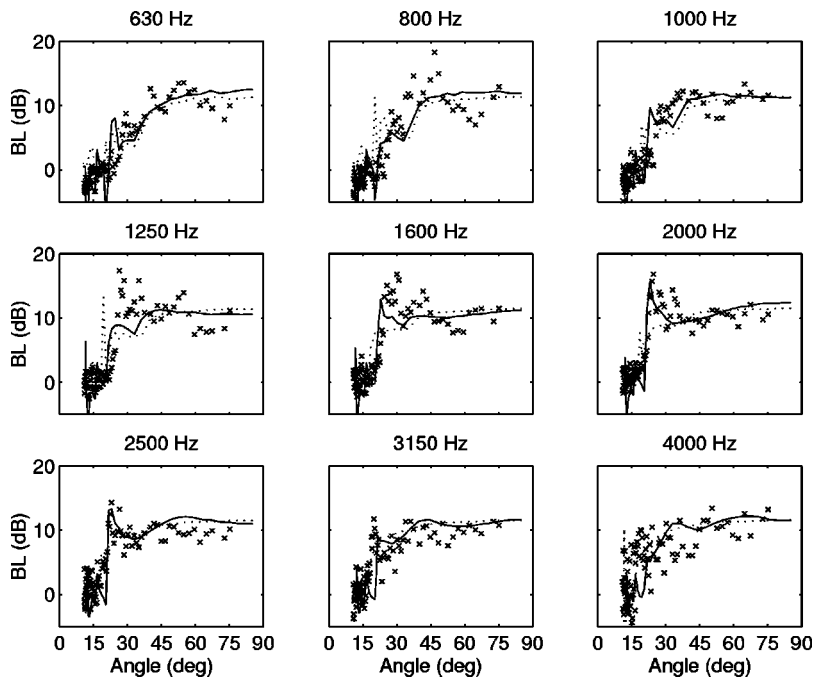 630 Hz
800 Hz
1000 Hz
20
10
0
BL (dB)
1250 Hz
1600 Hz
2000 Hz
20
10
0
BL (dB)
2500 Hz
3150 Hz
4000 Hz
20
10
0
BL (dB)
0 15 30 45 60 75 90
0 15 30 45 60 75 90
0 15 30 45 60 75 90
Angle (deg)
Angle (deg)
Angle (deg)